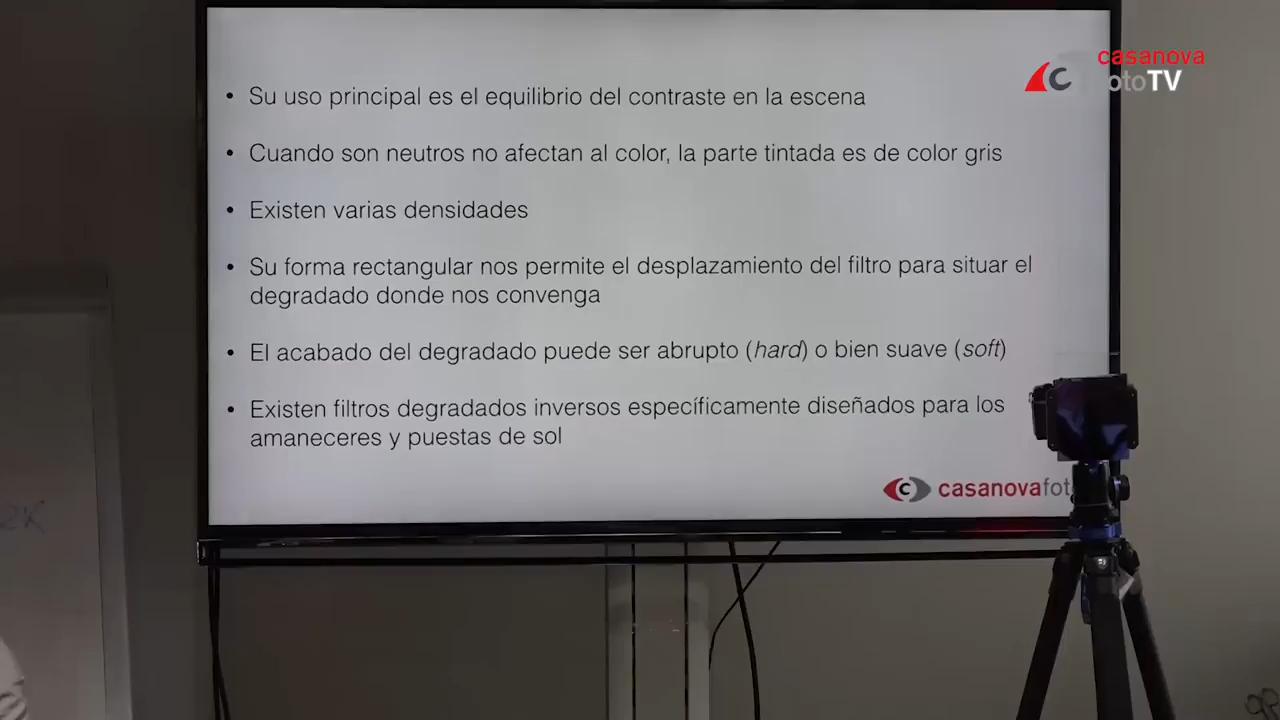 casanova
fotoTV
• Su uso principal es el equilibrio del contraste en la escena
• Cuando son neutros no afectan al color, la parte tintada es de color gris
• Existen varias densidades
• Su forma rectangular nos permite el desplazamiento del filtro para situar el
degradado donde nos convenga
• El acabado del degradado puede ser abrupto (hard) o bien suave (soft)
• Existen filtros degradados inversos específicamente diseñados para los
amaneceres y puestas de sol
casanovafot